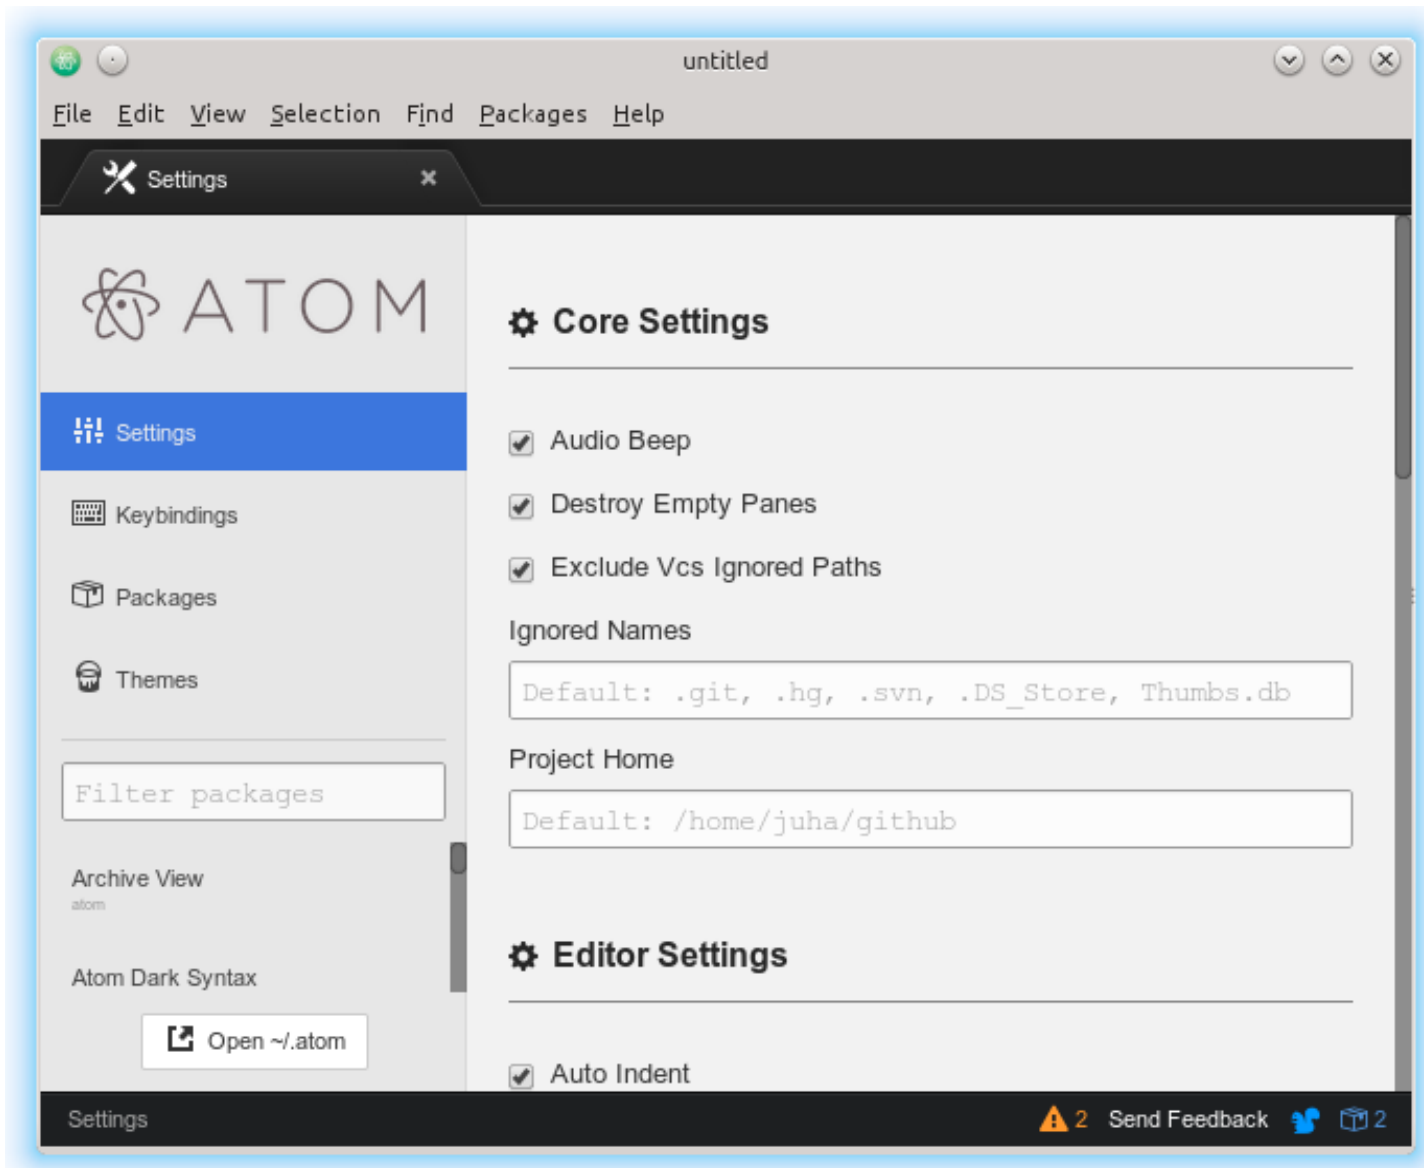 untitled
File Edit View Selection Find Packages Help
Settings
ATOM
Settings
Keybindings
Packages
Themes
Filter packages
Archive View
atom
Atom Dark Syntax
Open ~/.atom
Core Settings
Audio Beep
Destroy Empty Panes
Exclude Vcs Ignored Paths
Ignored Names
Default: .git, .hg, .svn, .DS_Store, Thumbs.db
Project Home
Default: /home/juha/github
Editor Settings
Auto Indent
Settings
2 Send Feedback 2